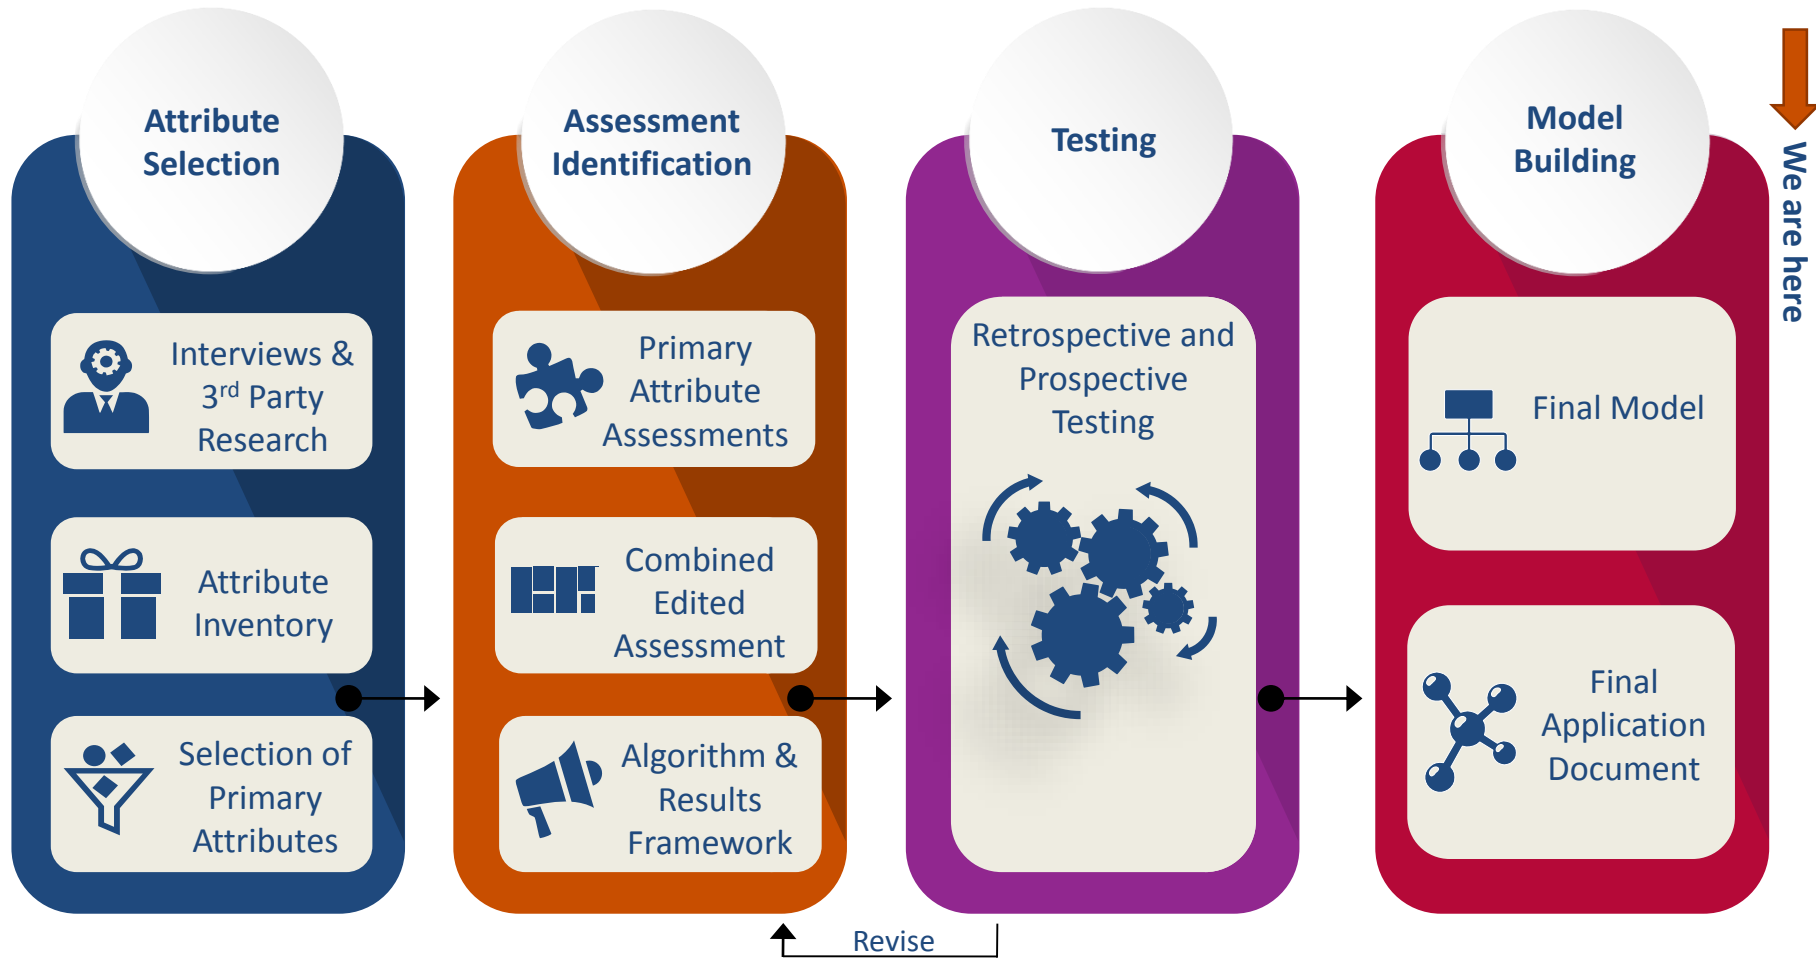 Attribute
Selection
Interviews &
3rd Party
Research
Attribute
Inventory
Selection of
Primary
Attributes
Assessment
Identification
Primary
Attribute
Assessments
Combined
Edited
Assessment
Algorithm &
Results
Framework
Testing
Retrospective and
Prospective
Testing
Revise
Model
Building
Final Model
Final
Application
Document
We are here